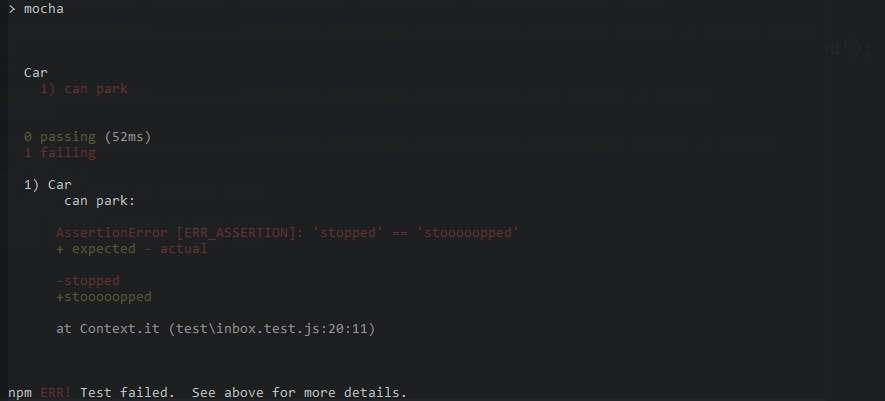 > mocha
Car
1) can park
0 passing (52ms)
1 failing
1) Car
can park:
AssertionError [ERR_ASSERTION]: 'stopped' == 'stooooopped'
+ expected - actual
-stopped
+stooooopped
at Context.it (test\inbox.test.js:20:11)
npm ERR! Test failed.  See above for more details.